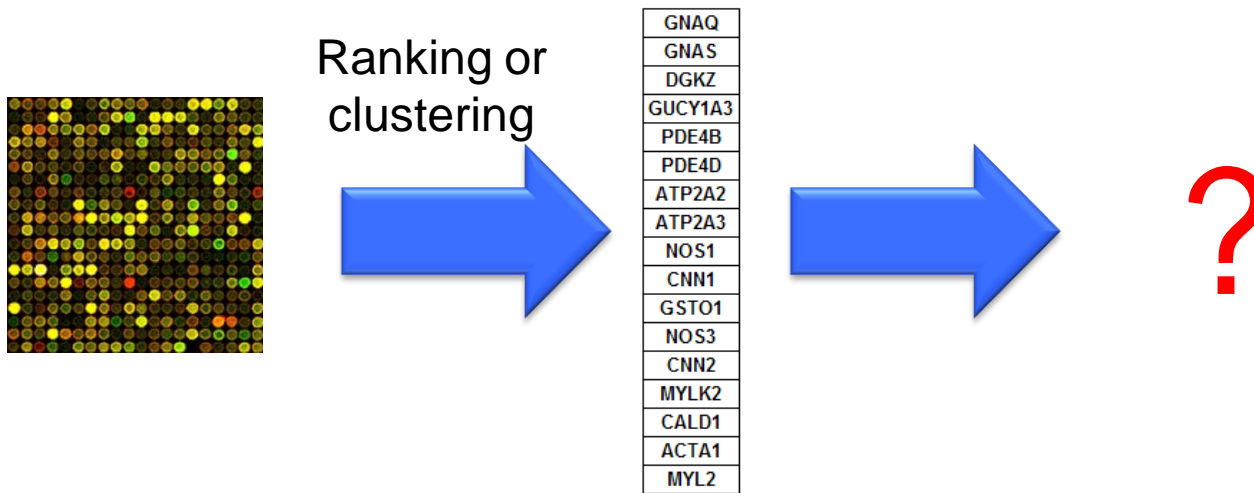 Ranking or
clustering
GNAQ
GNAS
DGKZ
GUCY1A3
PDE4B
PDE4D
ATP2A2
ATP2A3
NOS1
CNN1
GSTO1
NOS3
CNN2
MYLK2
CALD1
ACTA1
MYL2
?